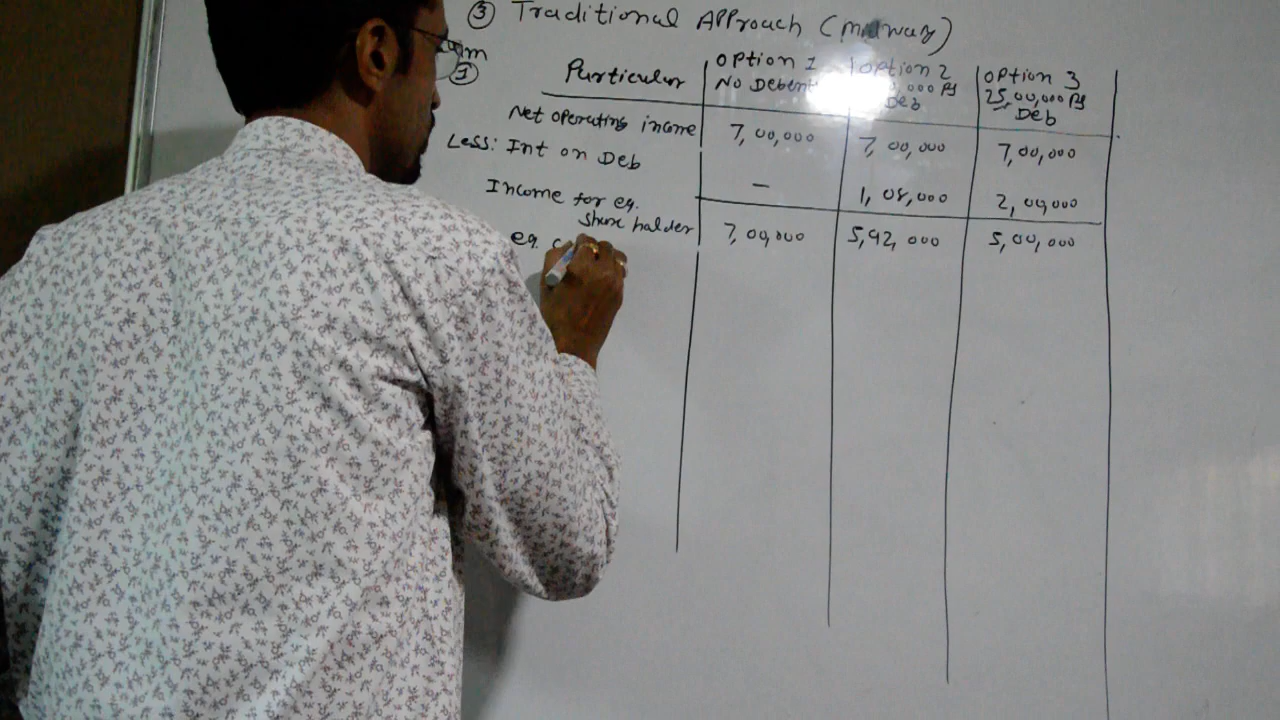 ③ Traditional Approach (midway)
①
Particular
option 1
No Debent
option 2
,000 Rs
Deb
option 3
25,00,000 Rs
Deb
Net operating income 7,00,000 7,00,000 7,00,000
Less: Int on Deb — 1,08,000 2,00,000
Income for eq.
share holder 7,00,000 5,92,000 5,00,000
eq.